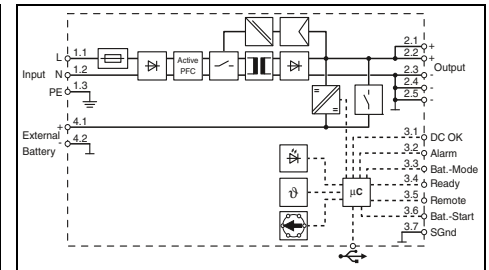 Input
L 1.1
N 1.2
PE 1.3
Active
PFC
2.1 +
2.2 +
2.3 -
2.4 -
2.5 -
Output
External
Battery
+ 4.1
- 4.2
=
=
ϑ
µC
3.1 DC OK
3.2 Alarm
3.3 Bat.-Mode
3.4 Ready
3.5 Remote
3.6 Bat.-Start
3.7 SGnd